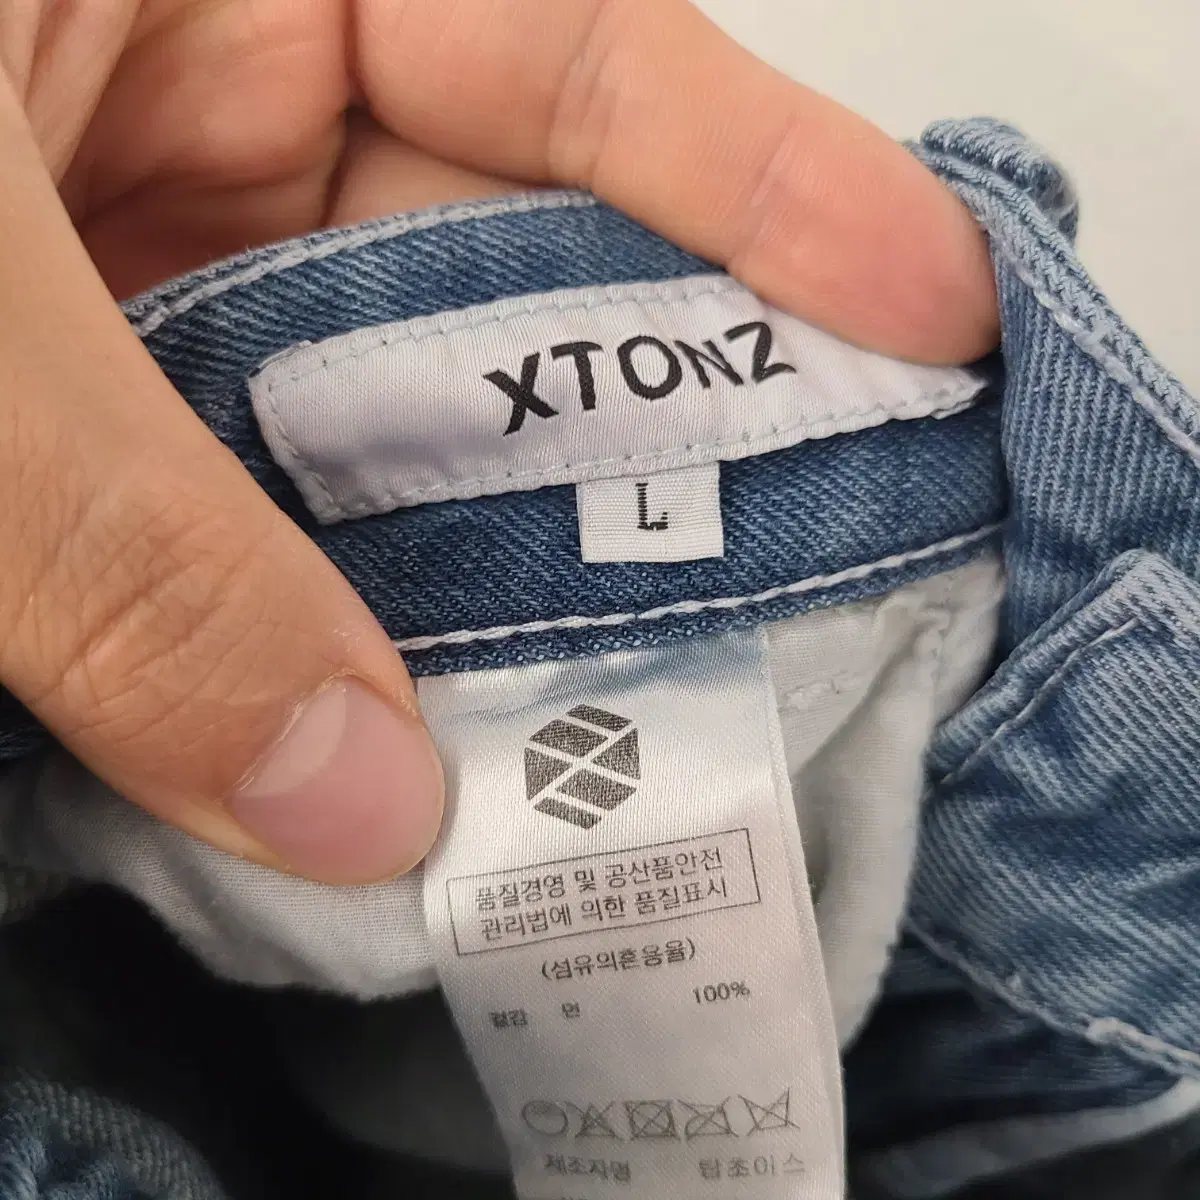 XTONZ
L
품질경영 및 공산품안전
관리법에 의한 품질표시
(섬유의혼용율)
겉감 면 100%
제조자명 탑초이스